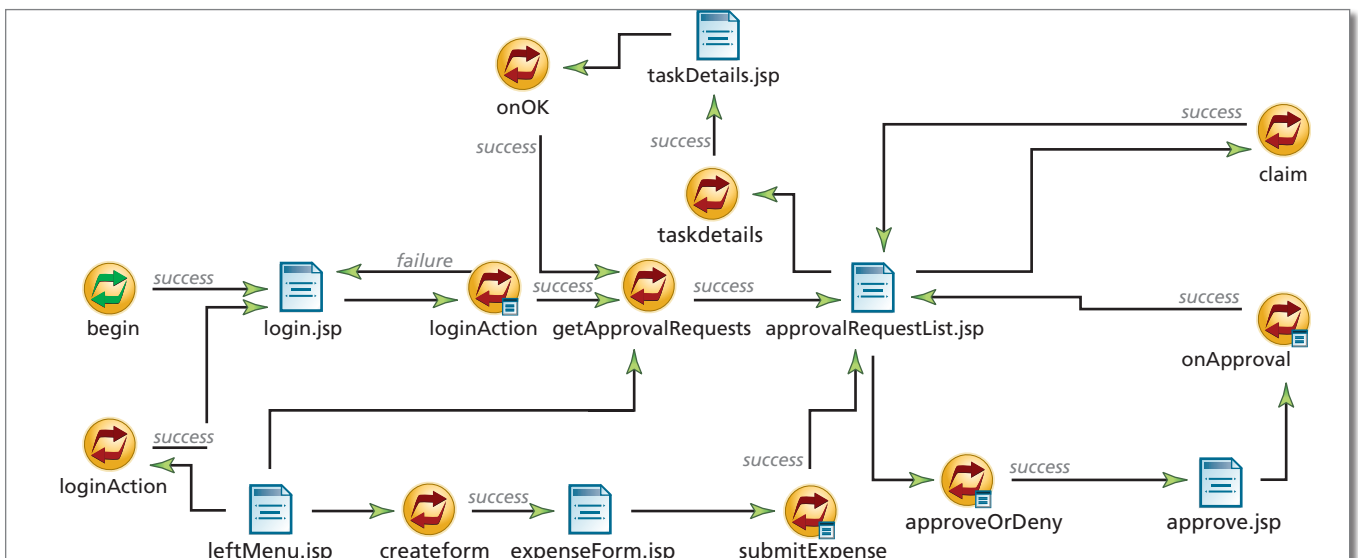 taskDetails.jsp
onOK
success
success
success
claim
taskdetails
failure
success
success
success
success
begin
login.jsp
loginAction
getApprovalRequests
approvalRequestList.jsp
onApproval
success
success
success
success
loginAction
approveOrDeny
approve.jsp
leftMenu.jsp
createform
expenseForm.jsp
submitExpense